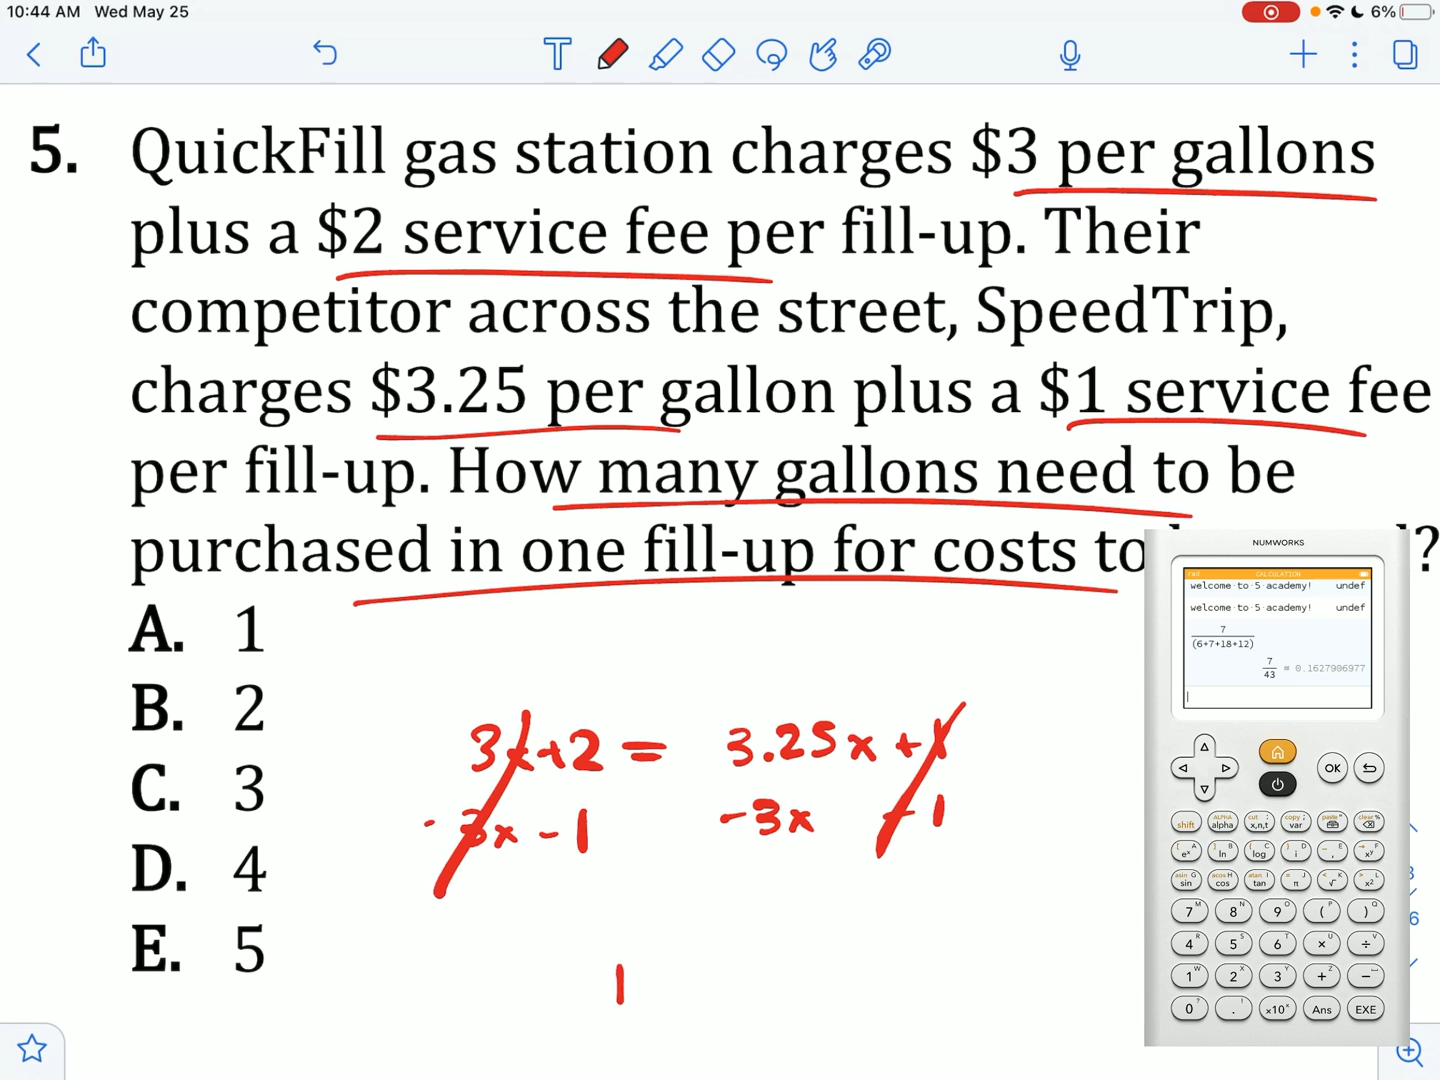 10:44 AM Wed May 25
6%
5. QuickFill gas station charges $3 per gallons
plus a $2 service fee per fill-up. Their
competitor across the street, SpeedTrip,
charges $3.25 per gallon plus a $1 service fee
per fill-up. How many gallons need to be
purchased in one fill-up for costs to ?
A. 1
B. 2
C. 3
D. 4
E. 5
3x+2 = 3.25x+1
-3x-1 -3x -1
1
NUMWORKS
rad CALCULATION
welcome to 5 academy! undef
welcome to 5 academy! undef
7
(6+7+18+12)
7
43
= 0.1627906977
OK
shift alpha x,n,t var
e^x ln log i , x^y
sin cos tan π √ x²
7 8 9 ( )
4 5 6 × ÷
1 2 3 + −
0 . ×10^x Ans EXE